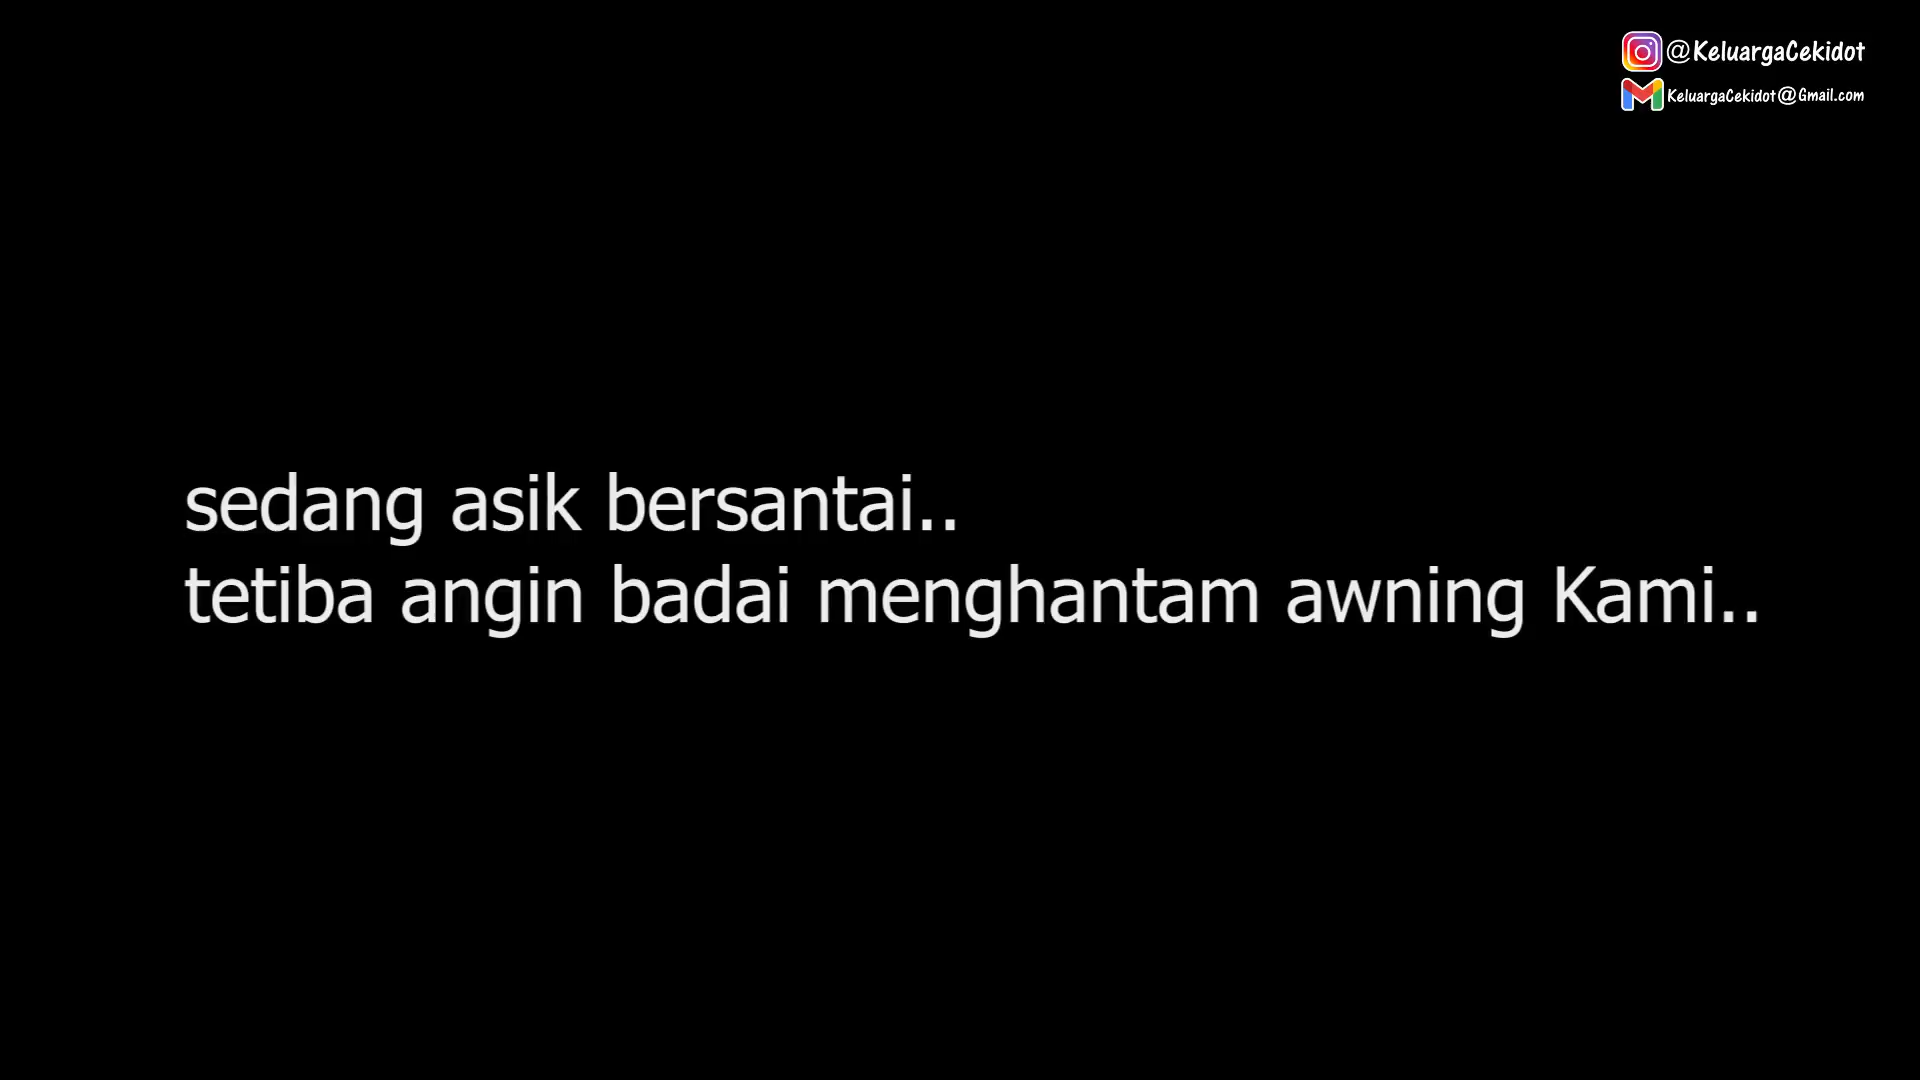 @KeluargaCekidot
KeluargaCekidot@Gmail.com
sedang asik bersantai..
tetiba angin badai menghantam awning Kami..